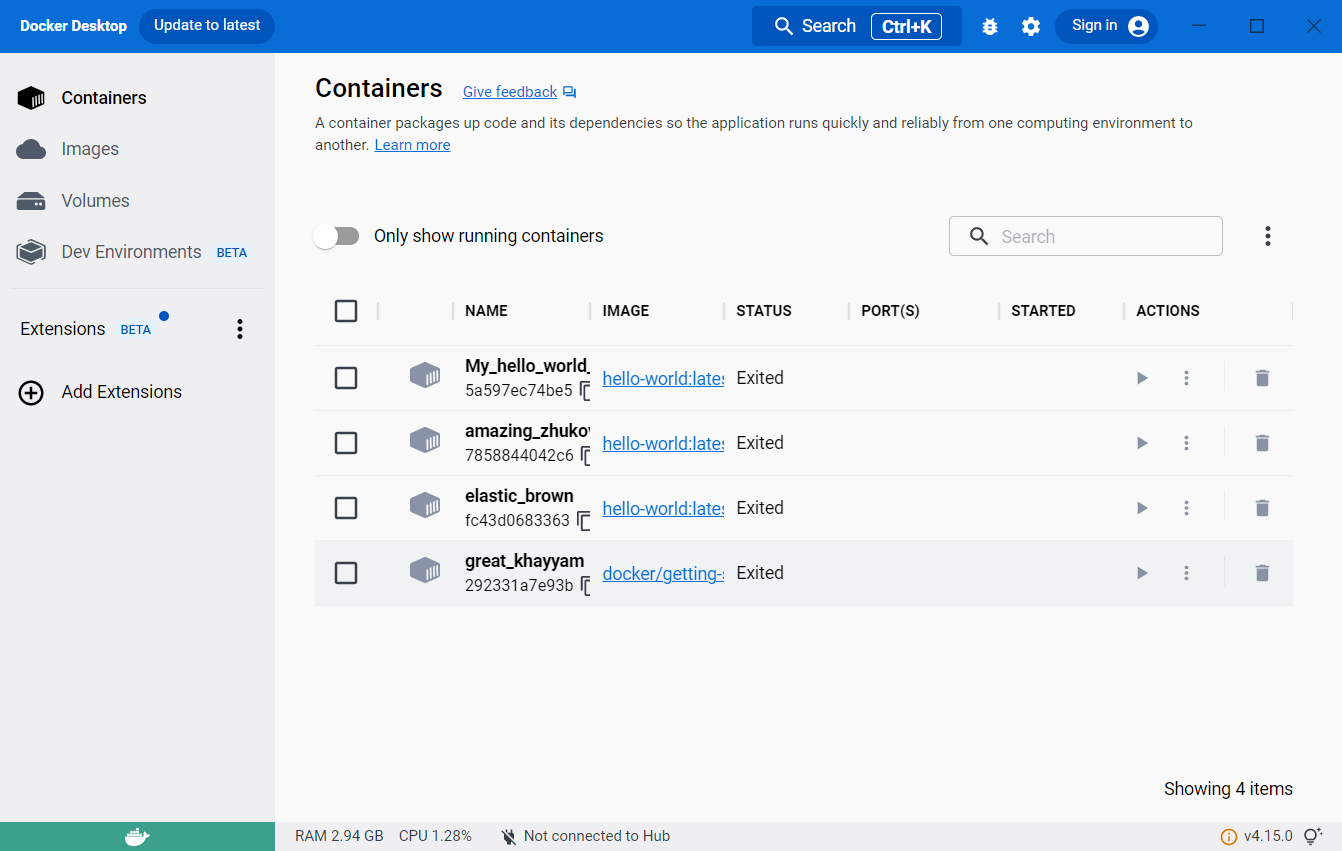 Docker Desktop Update to latest Search Ctrl+K Sign in
Containers
Images
Volumes
Dev Environments BETA
Extensions BETA
Add Extensions
Containers Give feedback
A container packages up code and its dependencies so the application runs quickly and reliably from one computing environment to
another. Learn more
Only show running containers Search
NAME IMAGE STATUS PORT(S) STARTED ACTIONS
My_hello_world_
5a597ec74be5 hello-world:lates Exited
amazing_zhukov
7858844042c6 hello-world:lates Exited
elastic_brown
fc43d0683363 hello-world:lates Exited
great_khayyam
292331a7e93b docker/getting-s Exited
Showing 4 items
RAM 2.94 GB CPU 1.28% Not connected to Hub v4.15.0